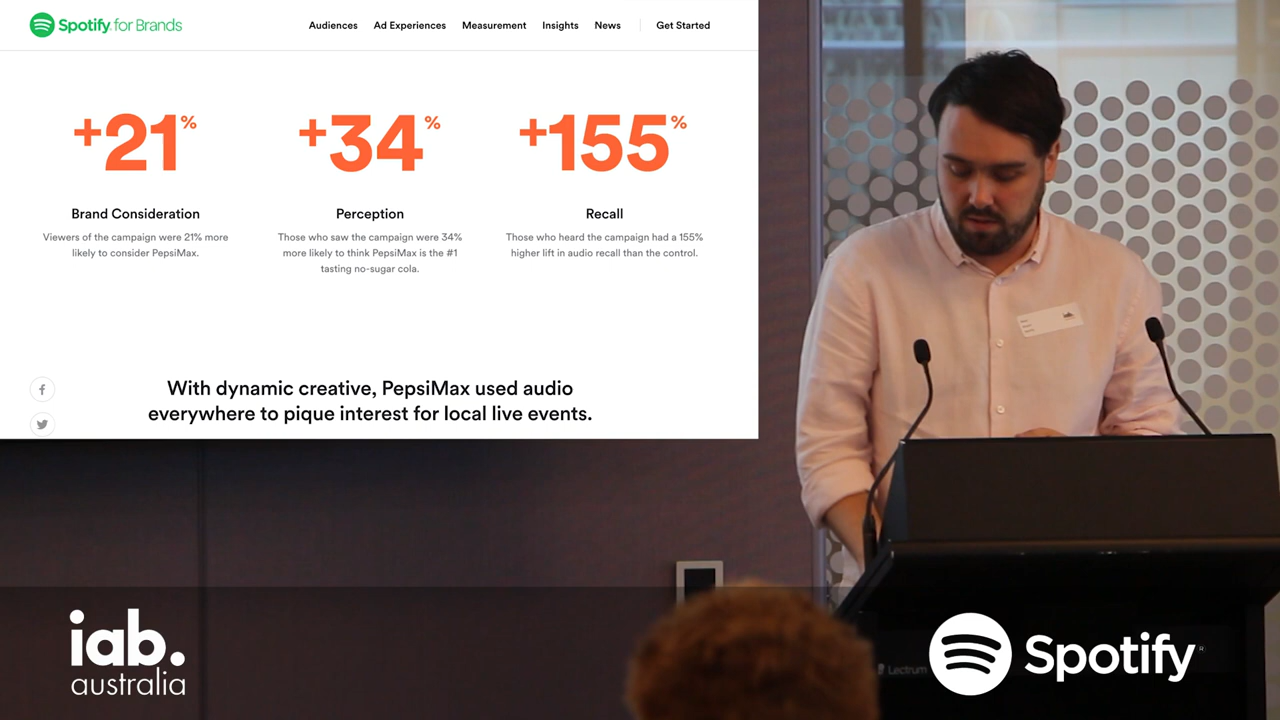 Spotify for Brands
Audiences Ad Experiences Measurement Insights News Get Started
+21%
+34%
+155%
Brand Consideration
Viewers of the campaign were 21% more
likely to consider PepsiMax.
Perception
Those who saw the campaign were 34%
more likely to think PepsiMax is the #1
tasting no-sugar cola.
Recall
Those who heard the campaign had a 155%
higher lift in audio recall than the control.
With dynamic creative, PepsiMax used audio
everywhere to pique interest for local live events.
iab.
australia
Lectrum
Spotify